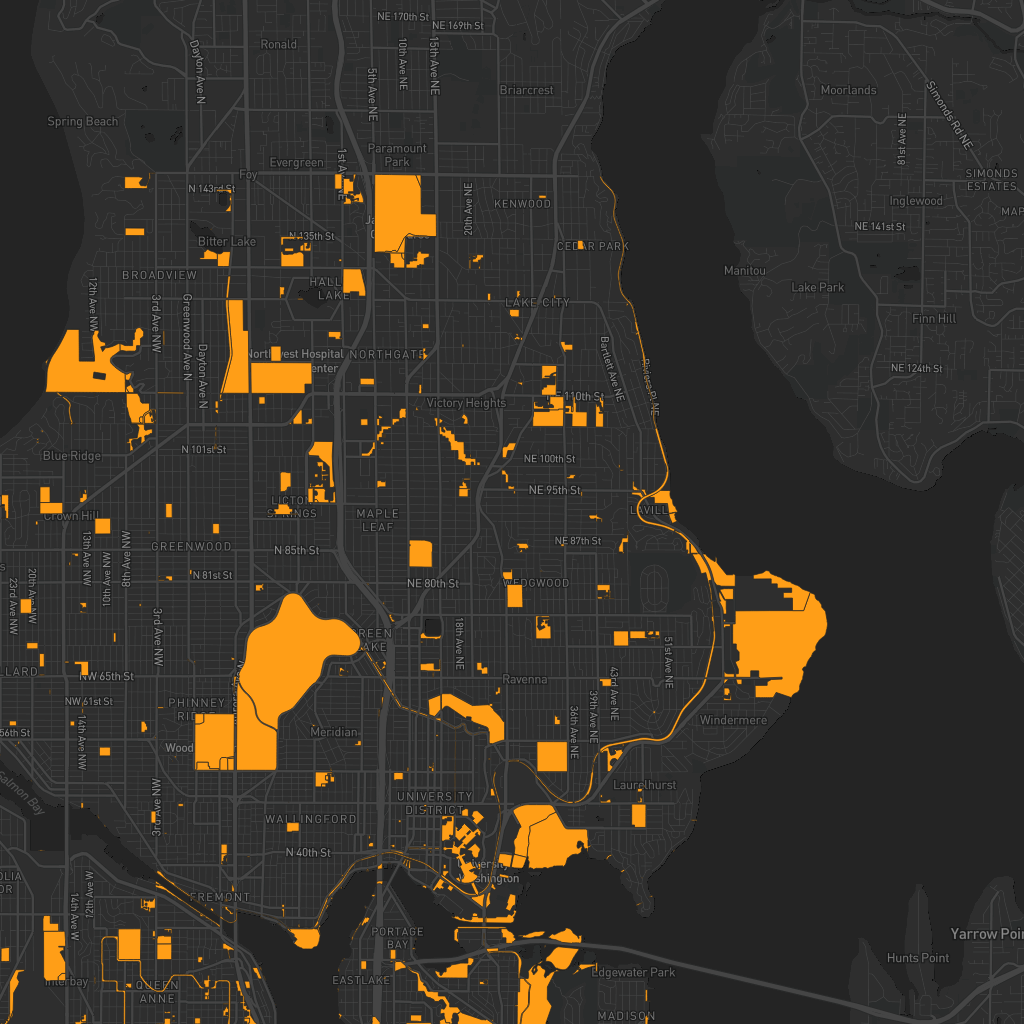 NE 170th St
NE 169th St
Ronald
Dayton Ave N
10th Ave NE
15th Ave NE
5th Ave NE
Briarcrest
Moorlands
Simonds Rd NE
81st Ave NE
Spring Beach
Evergreen
Paramount
Park
1st Ave NE
Foy
N 143rd St
20th Ave NE
KENWOOD
SIMONDS
ESTATES
Inglewood
NE 141st St
Bitter Lake
N 135th St
CEDAR PARK
BROADVIEW
HALL
LAKE
Manitou
Lake Park
12th Ave NW
3rd Ave NW
Greenwood Ave N
LAKE CITY
Finn Hill
Dayton Ave N
Northwest Hospital
Center
NORTHGATE
Bartlett Ave NE
Riviera Pl NE
NE 124th St
Victory Heights
110th St
N 101st St
Blue Ridge
NE 100th St
NE 95th St
LICTON
SPRINGS
MAPLE
LEAF
Crown Hill
GREENWOOD
N 85th St
NE 87th St
13th Ave NW
10th Ave NW
8th Ave NW
N 81st St
NE 80th St
WEDGWOOD
23rd Ave NW
20th Ave NW
3rd Ave NW
GREEN
LAKE
18th Ave NE
51st Ave NE
NW 65th St
Ravenna
43rd Ave NE
NW 61st St
PHINNEY
RIDGE
39th Ave NE
36th Ave NE
Windermere
56th St
14th Ave NW
Meridian
Wood
Salmon Bay
3rd Ave NW
UNIVERSITY
DISTRICT
Laurelhurst
WALLINGFORD
N 40th St
14th Ave W
12th Ave W
FREMONT
PORTAGE
BAY
Yarrow Point
Hunts Point
Interbay
QUEEN
ANNE
EASTLAKE
Edgewater Park
MADISON